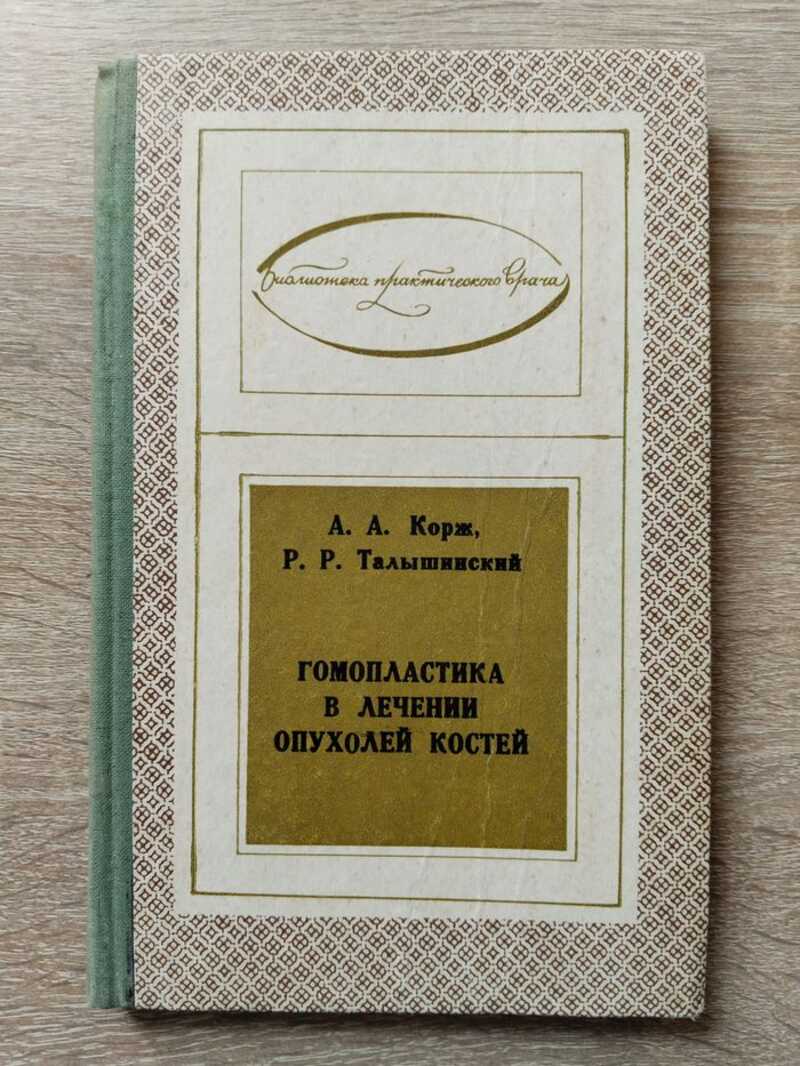 Библиотека практического врача
А. А. Корж,
Р. Р. Талышинский
ГОМОПЛАСТИКА
В ЛЕЧЕНИИ
ОПУХОЛЕЙ КОСТЕЙ